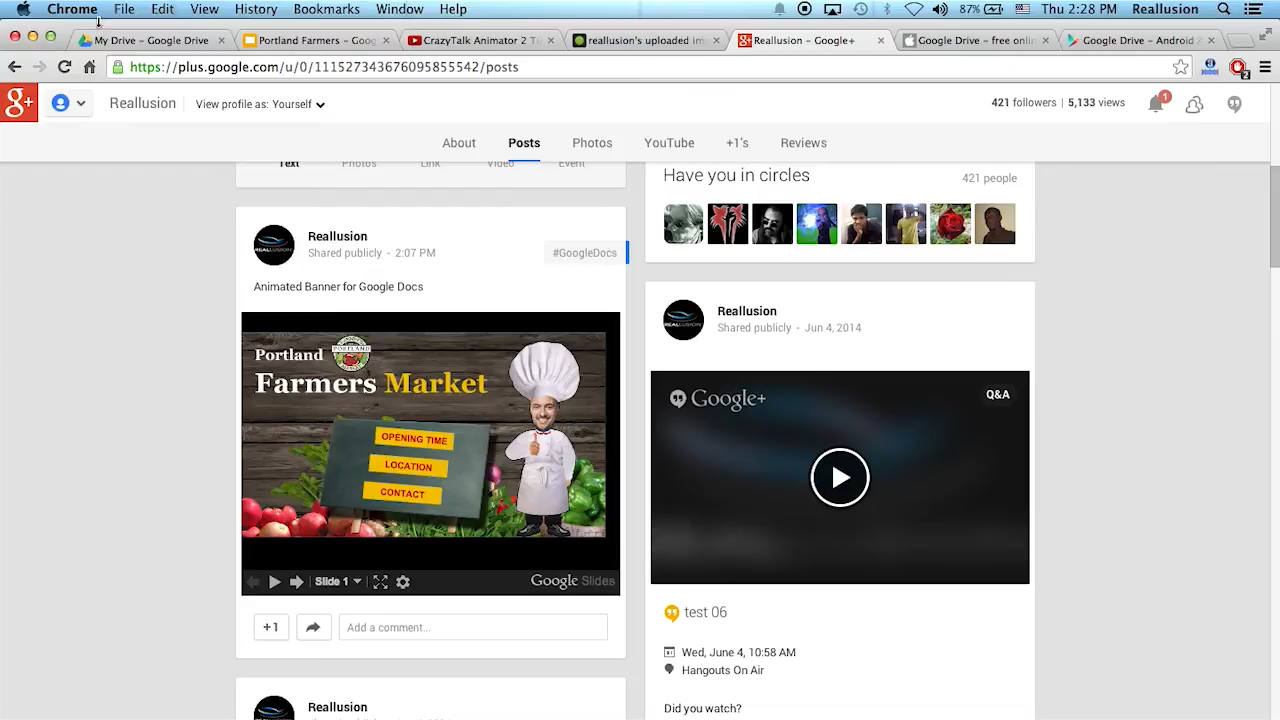 Chrome File Edit View History Bookmarks Window Help 87% Thu 2:28 PM Reallusion
My Drive – Google Drive
Portland Farmers – Goog
CrazyTalk Animator 2 Tu
reallusion's uploaded im
Reallusion – Google+
Google Drive – free onlin
Google Drive – Android A
https://plus.google.com/u/0/111527343676095855542/posts
g+ Reallusion View profile as: Yourself 421 followers | 5,133 views 1
About Posts Photos YouTube +1's Reviews
Text Photos Link Video Event
Reallusion
Shared publicly - 2:07 PM
#GoogleDocs
Animated Banner for Google Docs
Portland
PORTLAND
Farmers Market
OPENING TIME
LOCATION
CONTACT
Slide 1
Google Slides
+1
Add a comment...
Reallusion
Have you in circles 421 people
Reallusion
Shared publicly - Jun 4, 2014
Google+ Q&A
test 06
Wed, June 4, 10:58 AM
Hangouts On Air
Did you watch?